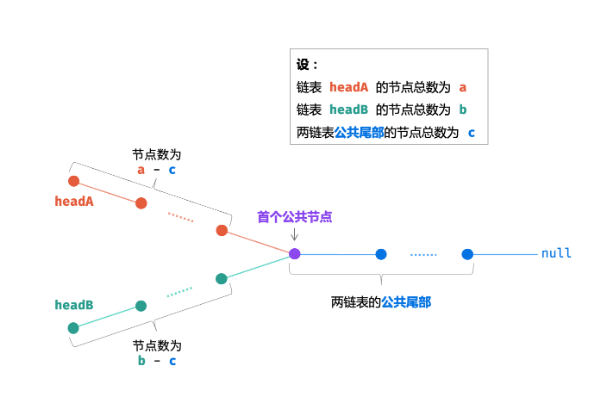 设：
链表 headA 的节点总数为 a
链表 headB 的节点总数为 b
两链表公共尾部的节点总数为 c
节点数为
a - c
headA
首个公共节点
null
headB
两链表的公共尾部
节点数为
b - c